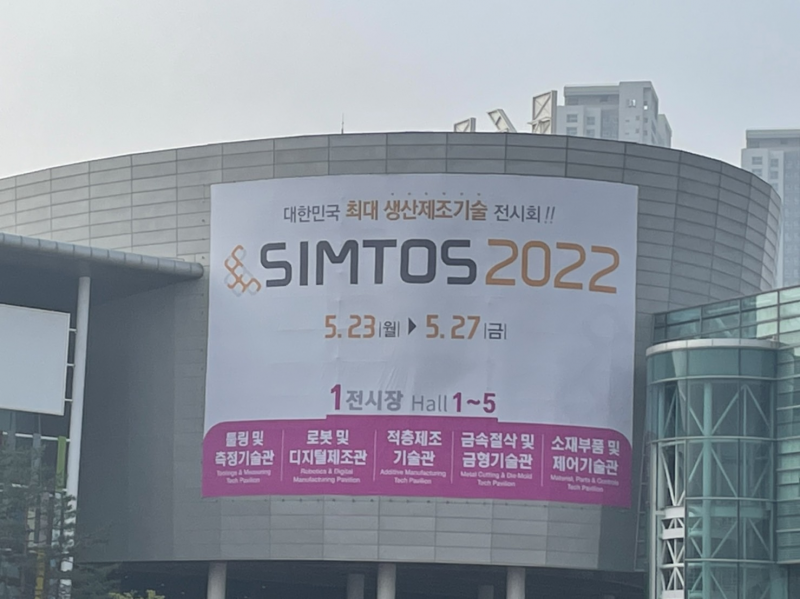 대한민국 최대 생산제조기술 전시회!!
SIMTOS 2022
5. 23|월| ▶ 5. 27|금|
1전시장 Hall 1~5
툴링 및
측정기술관
Toolings & Measuring
Tech Pavilion
로봇 및
디지털제조관
Robotics & Digital
Manufacturing Pavilion
적층제조
기술관
Additive Manufacturing
Tech Pavilion
금속절삭 및
금형기술관
Metal Cutting & Die-Mold
Tech Pavilion
소재부품 및
제어기술관
Material, Parts & Controls
Tech Pavilion